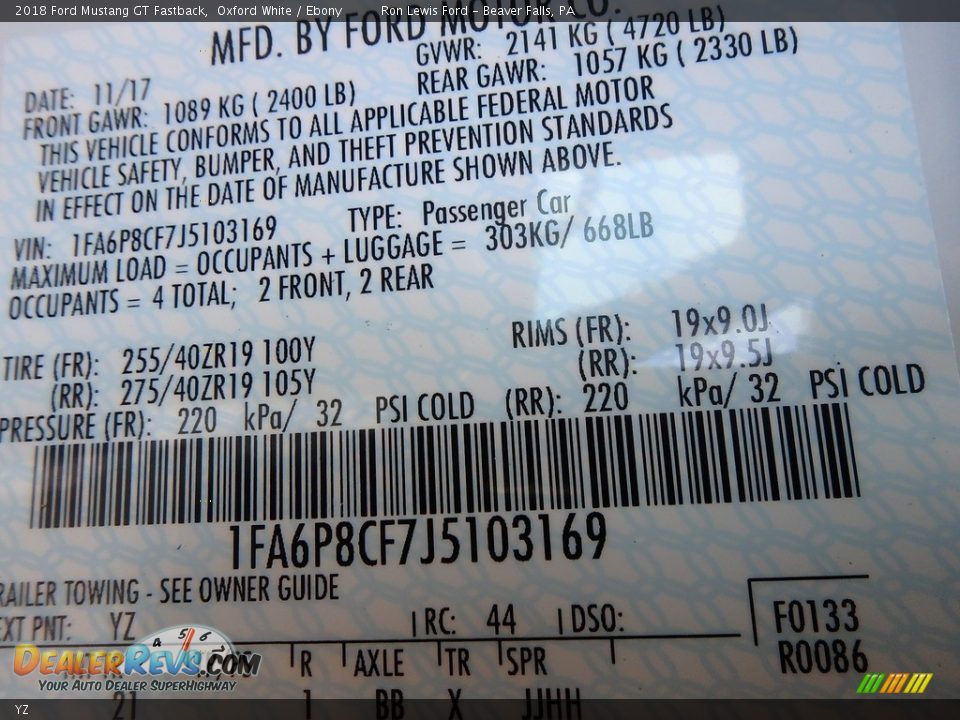 2018 Ford Mustang GT Fastback, Oxford White / Ebony Ron Lewis Ford - Beaver Falls, PA
MFD. BY FORD MOTOR CO.
DATE: 11/17 GVWR: 2141 KG ( 4720 LB)
FRONT GAWR: 1089 KG ( 2400 LB) REAR GAWR: 1057 KG ( 2330 LB)
THIS VEHICLE CONFORMS TO ALL APPLICABLE FEDERAL MOTOR
VEHICLE SAFETY, BUMPER, AND THEFT PREVENTION STANDARDS
IN EFFECT ON THE DATE OF MANUFACTURE SHOWN ABOVE.
VIN: 1FA6P8CF7J5103169 TYPE: Passenger Car
MAXIMUM LOAD = OCCUPANTS + LUGGAGE = 303KG/ 668LB
OCCUPANTS = 4 TOTAL; 2 FRONT, 2 REAR
TIRE (FR): 255/40ZR19 100Y RIMS (FR): 19x9.0J
(RR): 275/40ZR19 105Y (RR): 19x9.5J
PRESSURE (FR): 220 kPa/ 32 PSI COLD (RR): 220 kPa/ 32 PSI COLD
1FA6P8CF7J5103169
RAILER TOWING - SEE OWNER GUIDE
EXT PNT: YZ RC: 44 DSO: F0133
R0086
R AXLE TR SPR
21 1 BB X JJHH
4 5 6
DEALERREVS.COM
YOUR AUTO DEALER SUPERHIGHWAY
YZ